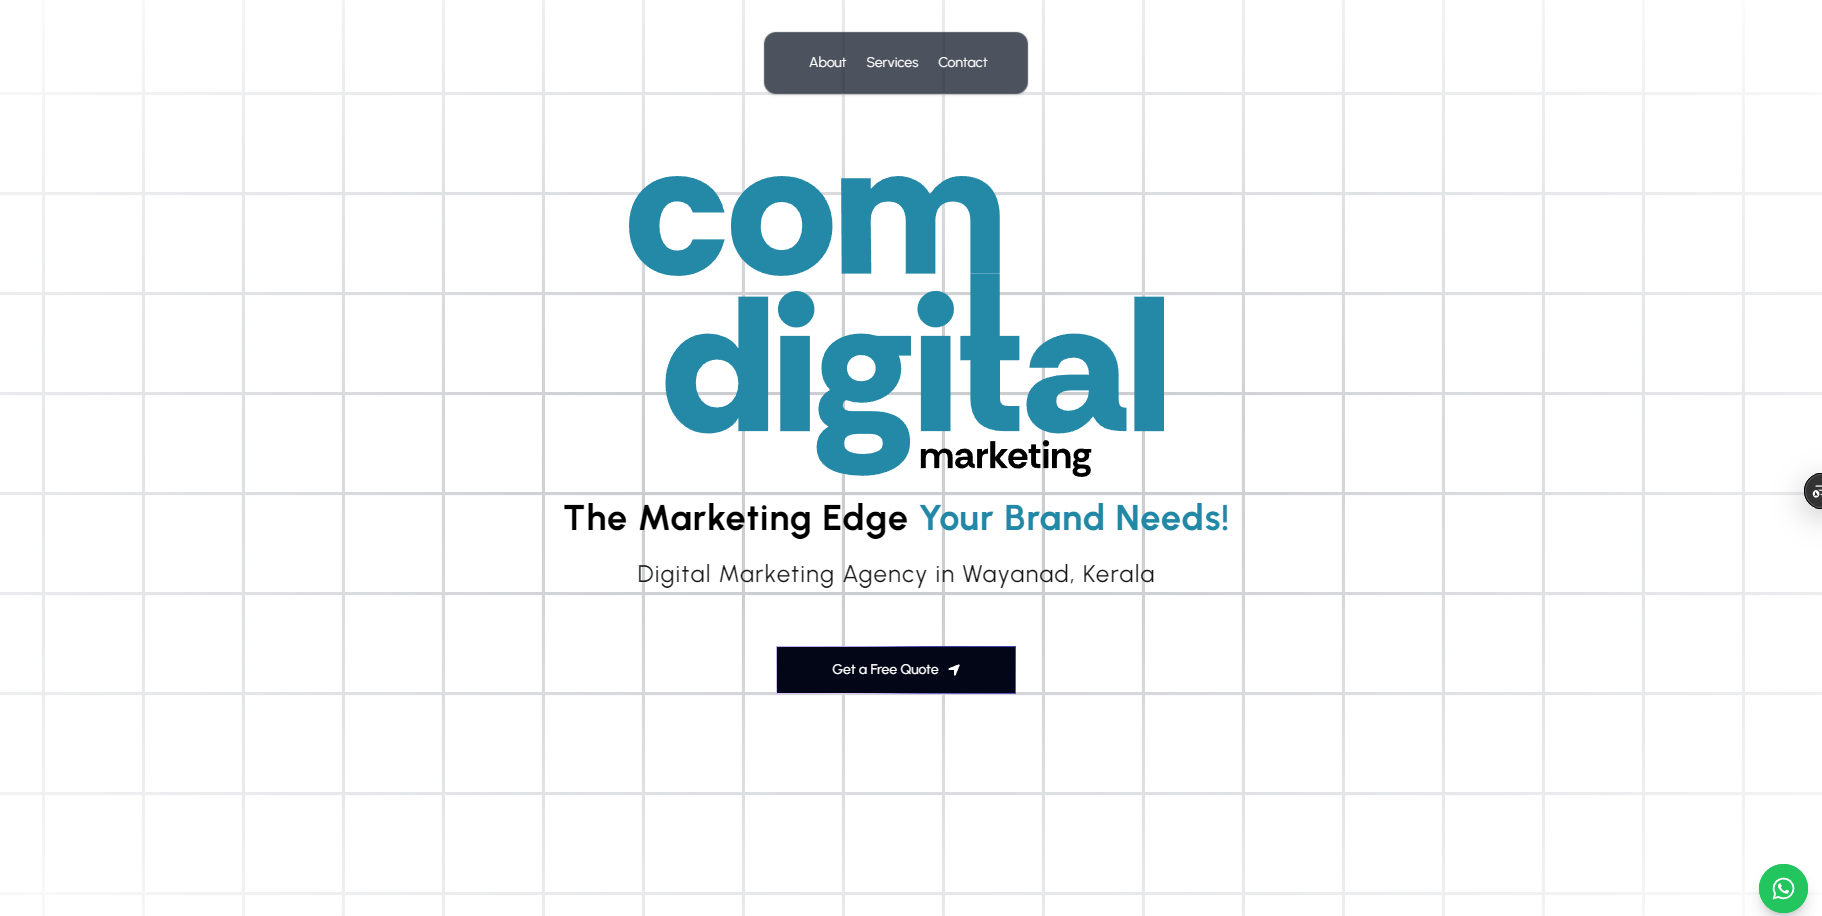 About Services Contact
com
digital
marketing
The Marketing Edge Your Brand Needs!
Digital Marketing Agency in Wayanad, Kerala
Get a Free Quote